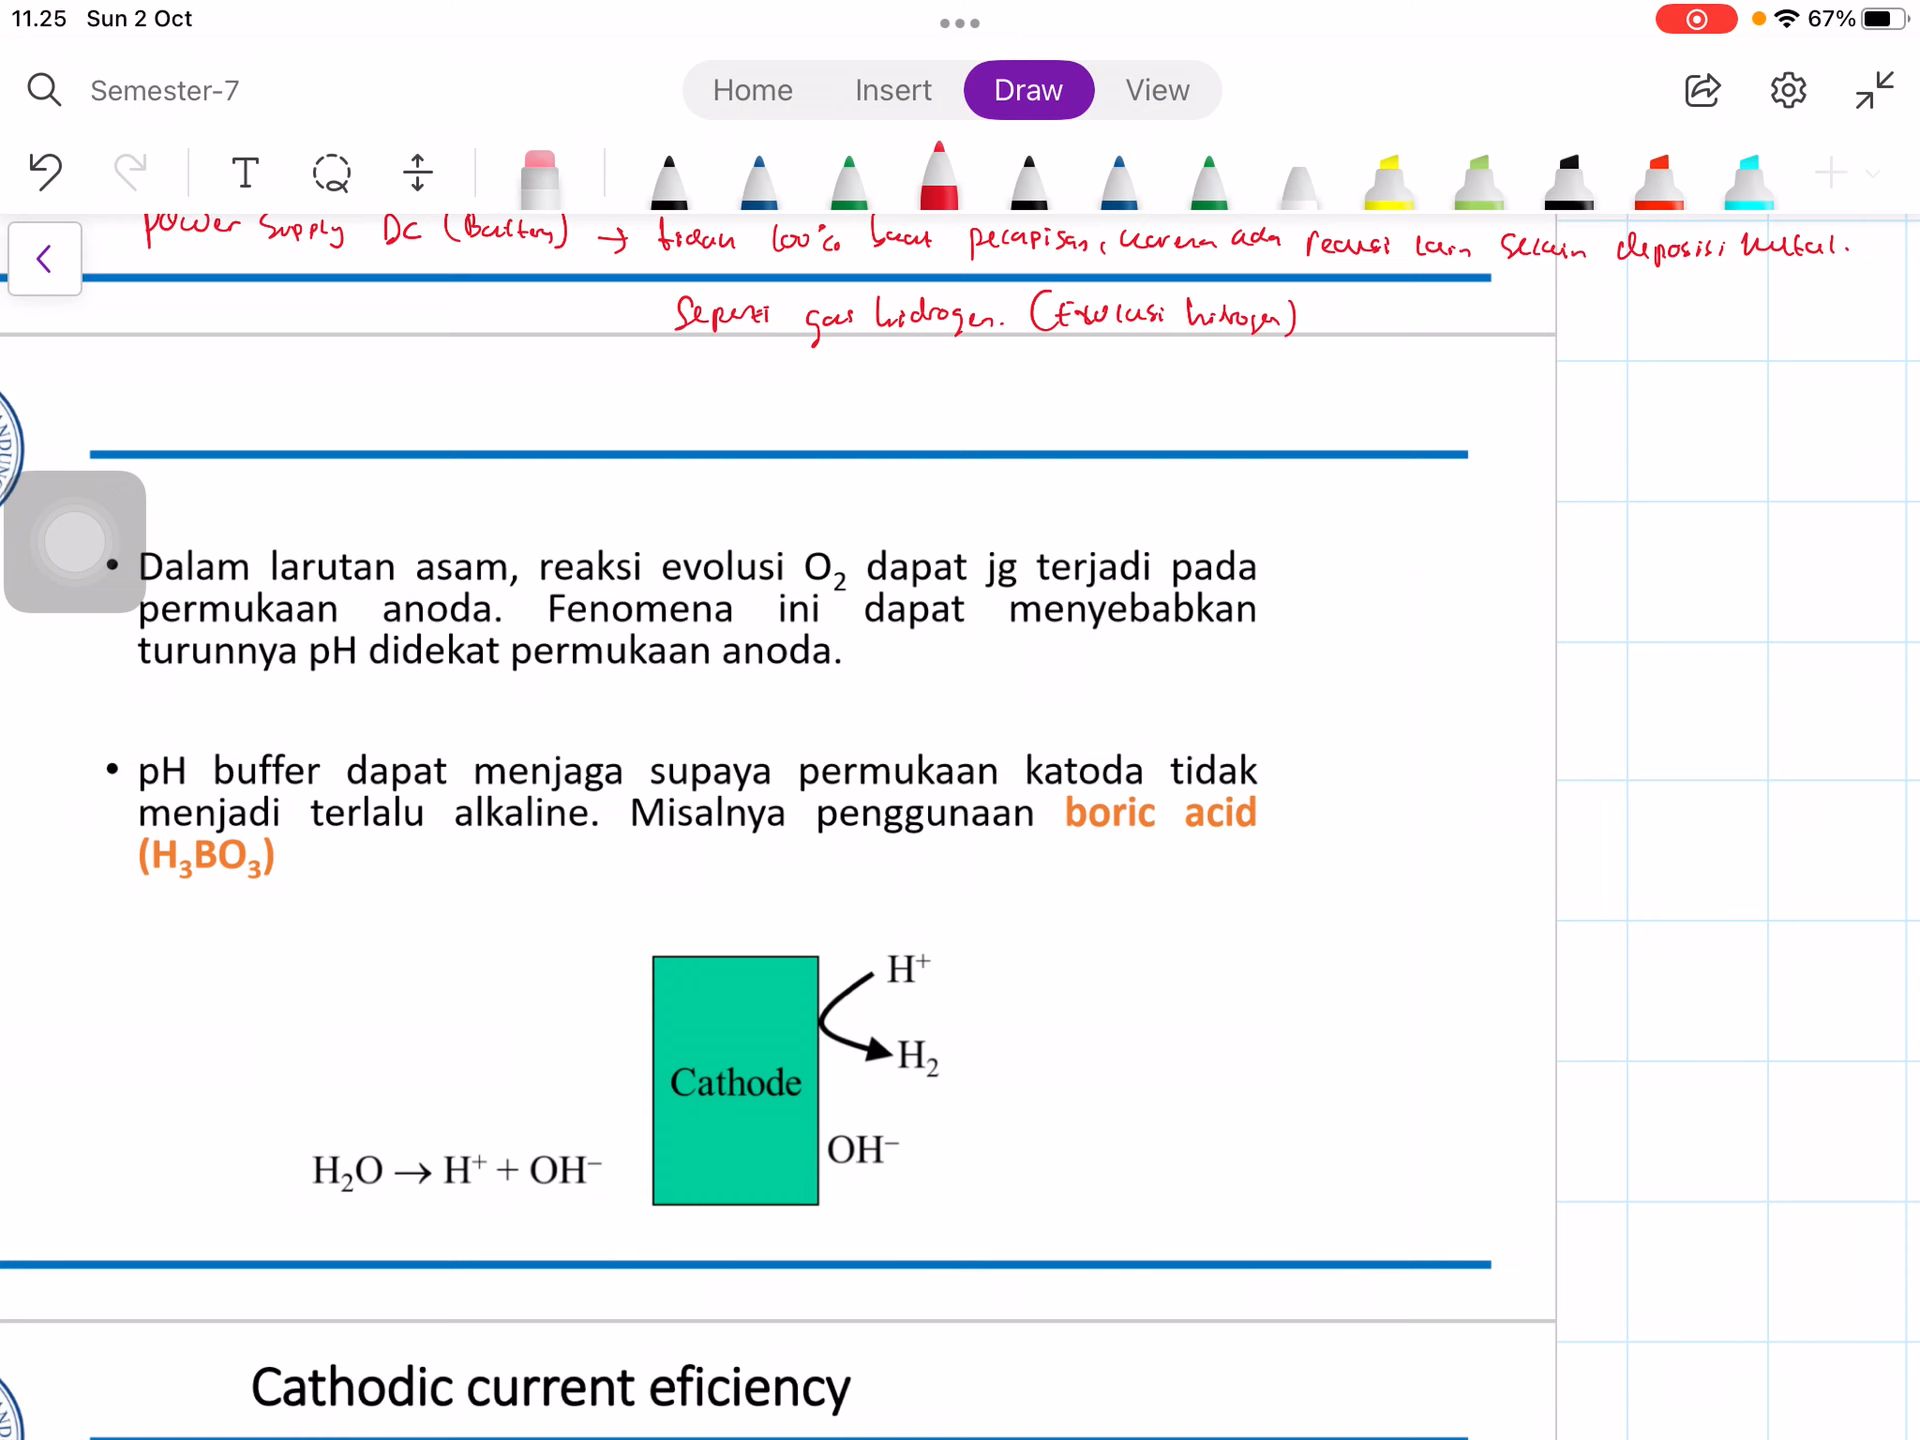 11.25 Sun 2 Oct
67%
Semester-7
Home Insert Draw View
T
power supply DC (Battery) → tidak 100% buat pelapisan, karena ada reaksi lain selain deposisi metal.
Seperti gas hidrogen. (Evolusi hidrogen)
• Dalam larutan asam, reaksi evolusi O₂ dapat jg terjadi pada
permukaan anoda. Fenomena ini dapat menyebabkan
turunnya pH didekat permukaan anoda.
• pH buffer dapat menjaga supaya permukaan katoda tidak
menjadi terlalu alkaline. Misalnya penggunaan boric acid
(H₃BO₃)
H⁺
H₂
Cathode
OH⁻
H₂O → H⁺ + OH⁻
Cathodic current eficiency